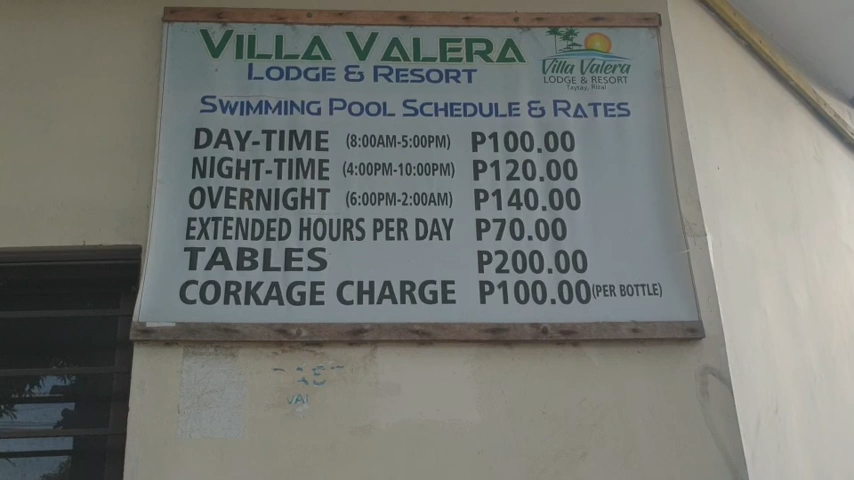 VILLA VALERA
LODGE & RESORT
Villa Valera
LODGE & RESORT
Taytay, Rizal
SWIMMING POOL SCHEDULE & RATES
DAY-TIME (8:00AM-5:00PM) P100.00
NIGHT-TIME (4:00PM-10:00PM) P120.00
OVERNIGHT (6:00PM-2:00AM) P140.00
EXTENDED HOURS PER DAY P70.00
TABLES P200.00
CORKAGE CHARGE P100.00 (PER BOTTLE)